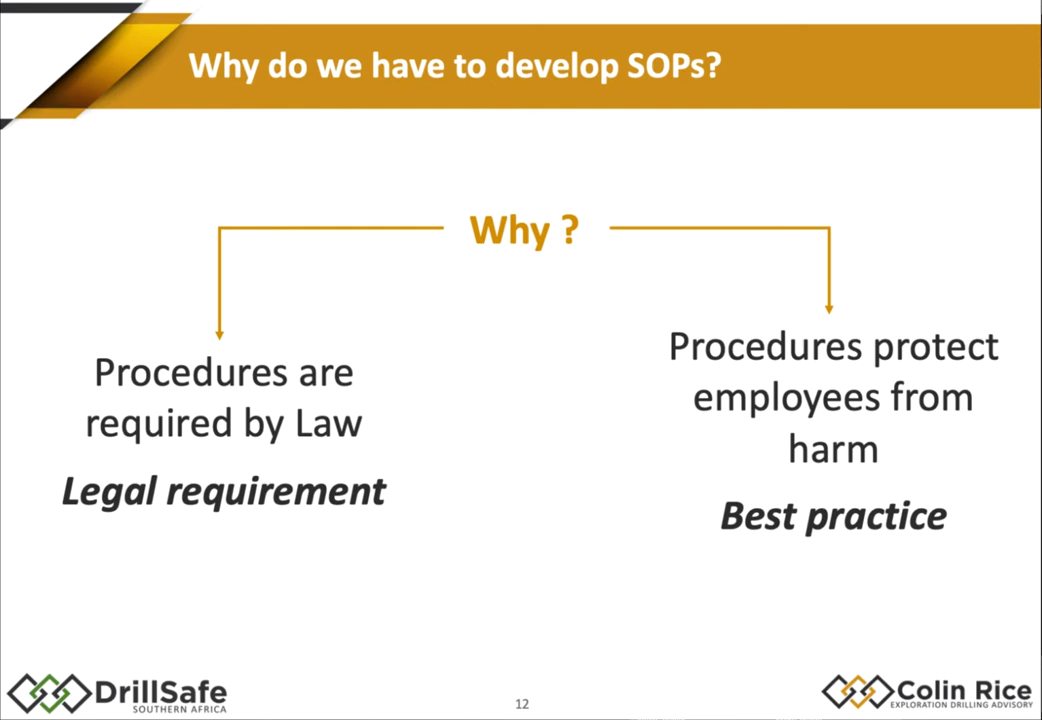 Why do we have to develop SOPs?
Why ?
Procedures are
required by Law
Legal requirement
Procedures protect
employees from
harm
Best practice
DrillSafe
SOUTHERN AFRICA
12
Colin Rice
EXPLORATION DRILLING ADVISORY